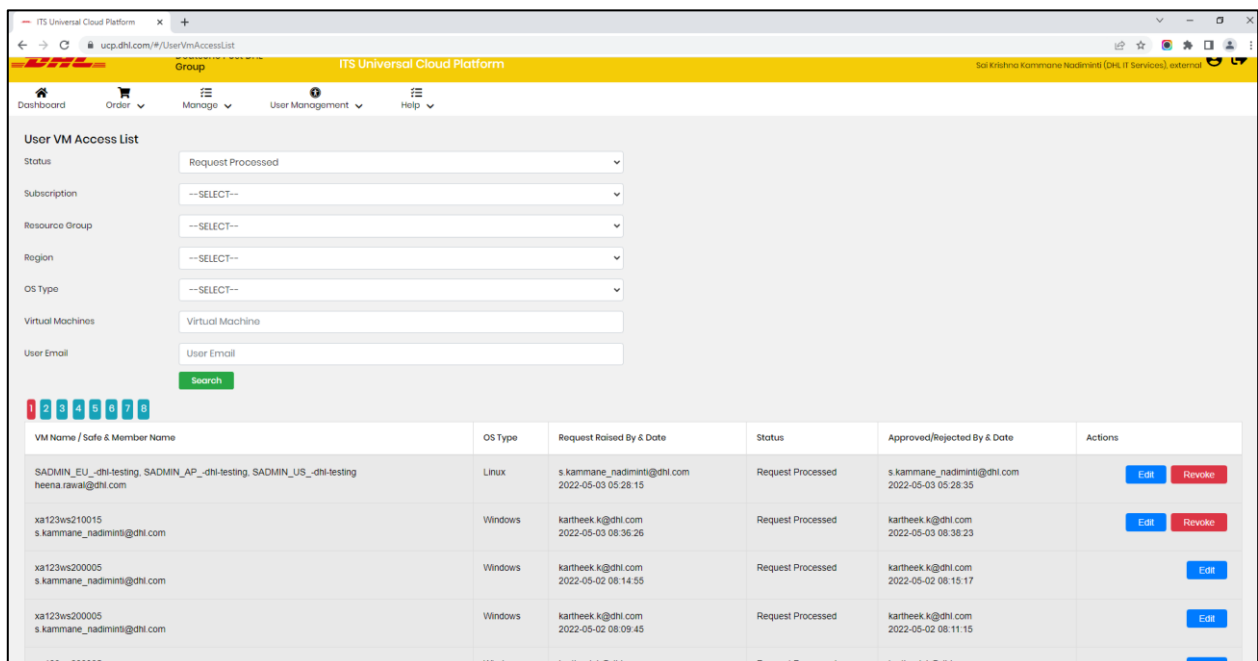 ITS Universal Cloud Platform
ucp.dhl.com/#/UserVmAccessList
Group
ITS Universal Cloud Platform
Sai Krishna Kammane Nadiminti (DHL IT Services), external
Dashboard Order Manage User Management Help
User VM Access List
Status Request Processed
Subscription --SELECT--
Resource Group --SELECT--
Region --SELECT--
OS Type --SELECT--
Virtual Machines Virtual Machine
User Email User Email
Search
1 2 3 4 5 6 7 8
VM Name / Safe & Member Name OS Type Request Raised By & Date Status Approved/Rejected By & Date Actions
SADMIN_EU_-dhl-testing, SADMIN_AP_-dhl-testing, SADMIN_US_-dhl-testing Linux s.kammane_nadiminti@dhl.com Request Processed s.kammane_nadiminti@dhl.com Edit Revoke
heena.rawal@dhl.com 2022-05-03 05:28:15 2022-05-03 05:28:35
xa123ws210015 Windows kartheek.k@dhl.com Request Processed kartheek.k@dhl.com Edit Revoke
s.kammane_nadiminti@dhl.com 2022-05-03 08:36:26 2022-05-03 08:38:23
xa123ws200005 Windows kartheek.k@dhl.com Request Processed kartheek.k@dhl.com Edit
s.kammane_nadiminti@dhl.com 2022-05-02 08:14:55 2022-05-02 08:15:17
xa123ws200005 Windows kartheek.k@dhl.com Request Processed kartheek.k@dhl.com Edit
s.kammane_nadiminti@dhl.com 2022-05-02 08:09:45 2022-05-02 08:11:15